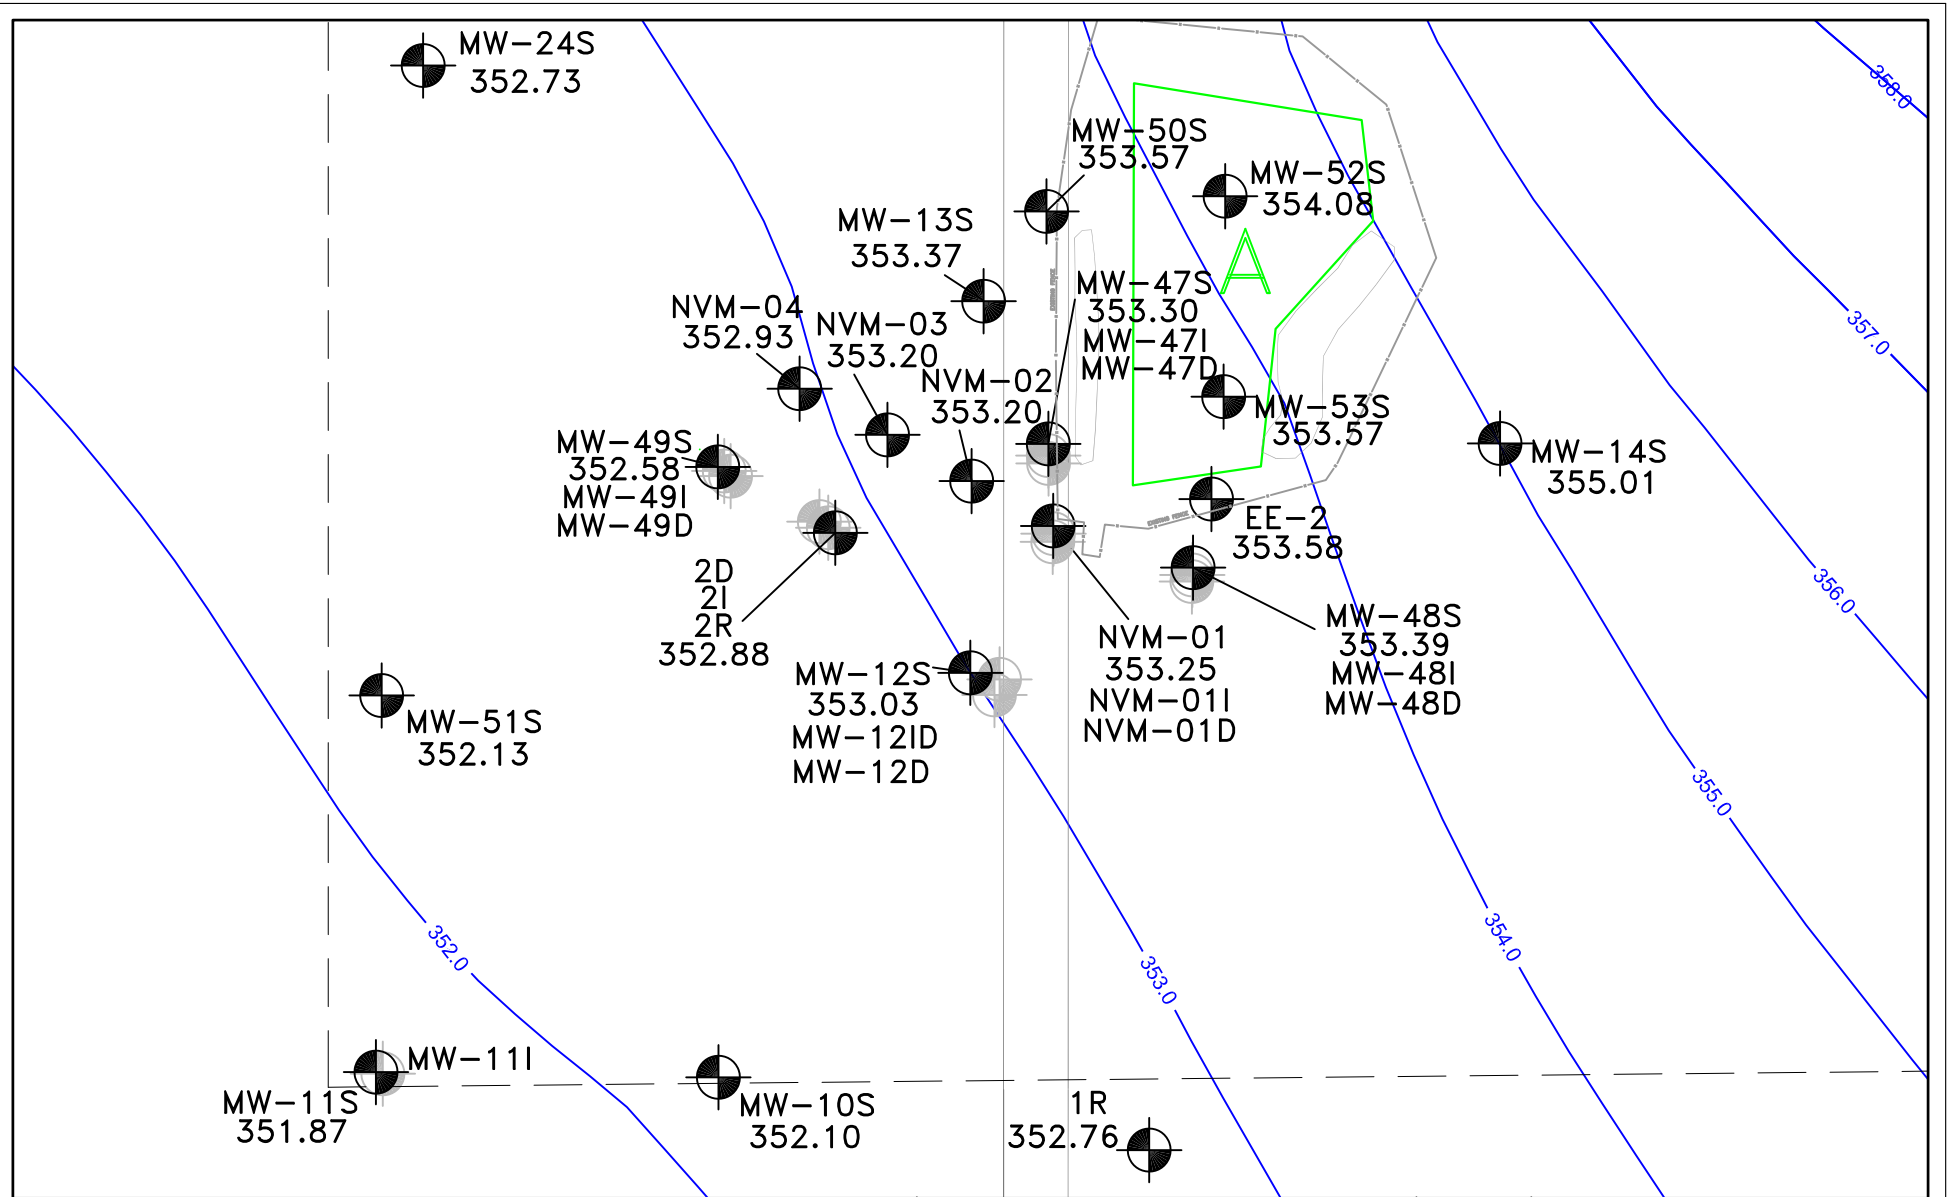 MW-24S
352.73
358.0
MW-50S
353.57
MW-52S
354.08
MW-13S
353.37
A
EXISTING FENCE
MW-47S
353.30
MW-47I
MW-47D
NVM-04
352.93
NVM-03
353.20
357.0
NVM-02
353.20
MW-53S
353.57
MW-49S
352.58
MW-49I
MW-49D
MW-14S
355.01
EXISTING FENCE
EE-2
353.58
2D
2I
2R
352.88
356.0
MW-48S
353.39
MW-48I
MW-48D
NVM-01
353.25
NVM-01I
NVM-01D
MW-12S
353.03
MW-12ID
MW-12D
MW-51S
352.13
355.0
352.0
354.0
353.0
MW-11I
MW-11S
351.87
MW-10S
352.10
1R
352.76